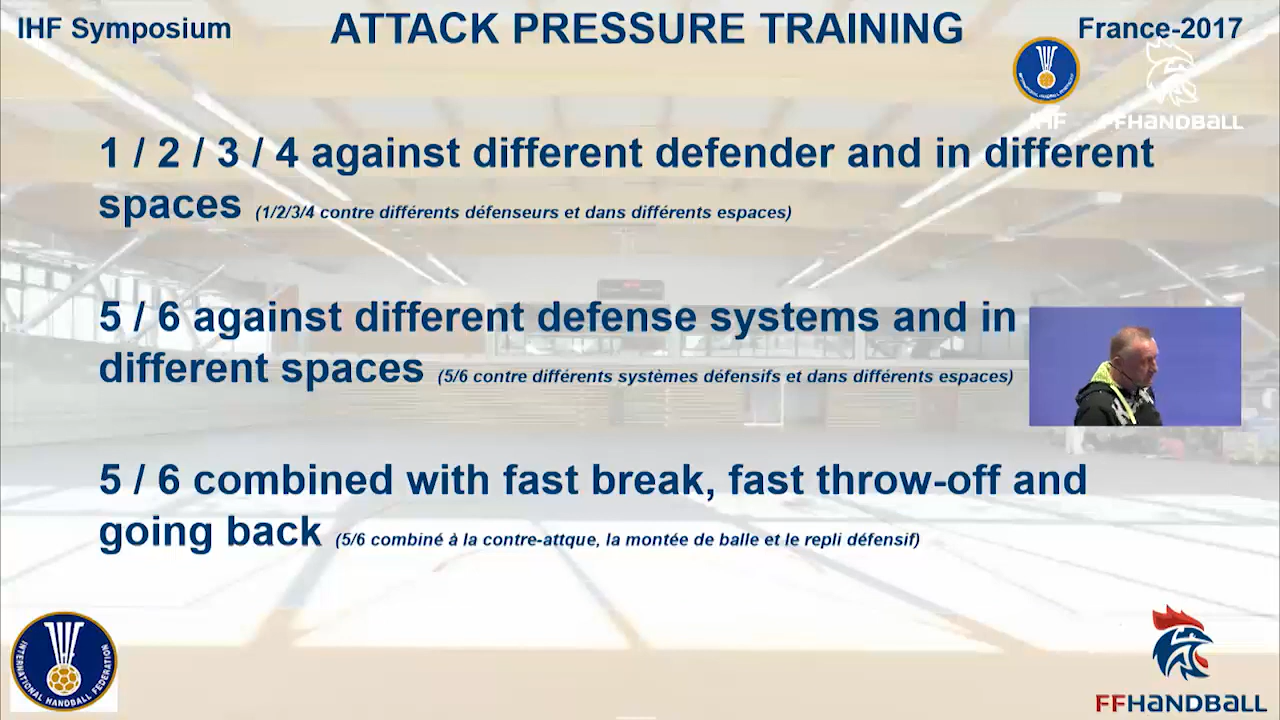 IHF Symposium
ATTACK PRESSURE TRAINING
France-2017
IHF
FFHANDBALL
1 / 2 / 3 / 4 against different defender and in different
spaces (1/2/3/4 contre différents défenseurs et dans différents espaces)
5 / 6 against different defense systems and in
different spaces (5/6 contre différents systèmes défensifs et dans différents espaces)
5 / 6 combined with fast break, fast throw-off and
going back (5/6 combiné à la contre-attque, la montée de balle et le repli défensif)
INTERNATIONAL HANDBALL FEDERATION
FFHANDBALL